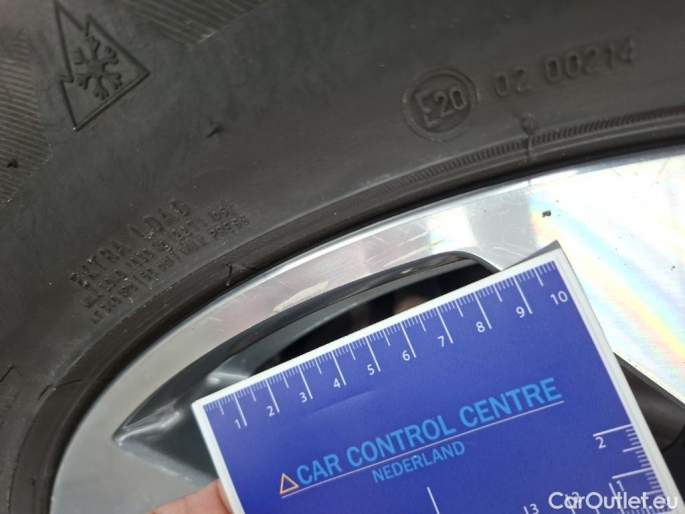 E20 02 00214
EXTRA LOAD
1 2 3 4 5 6 7 8 9 10
CAR CONTROL CENTRE
NEDERLAND
2
1
13
CarOutlet.eu